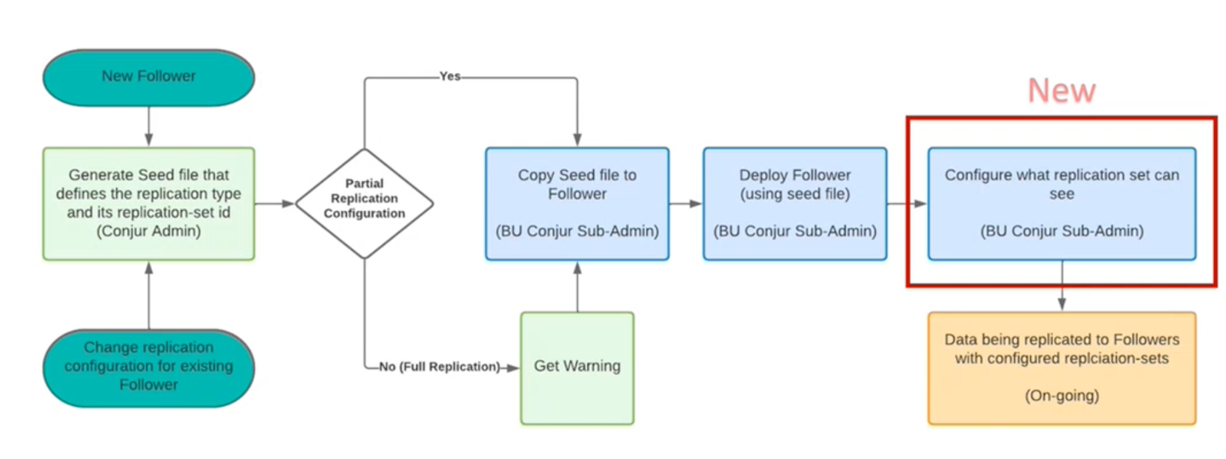 New Follower
Yes
New
Generate Seed file that
defines the replication type
and its replication-set id
(Conjur Admin)
Partial
Replication
Configuration
Copy Seed file to
Follower
(BU Conjur Sub-Admin)
Deploy Follower
(using seed file)
(BU Conjur Sub-Admin)
Configure what replication set can
see
(BU Conjur Sub-Admin)
Change replication
configuration for existing
Follower
No (Full Replication)
Get Warning
Data being replicated to Followers
with configured replciation-sets
(On-going)